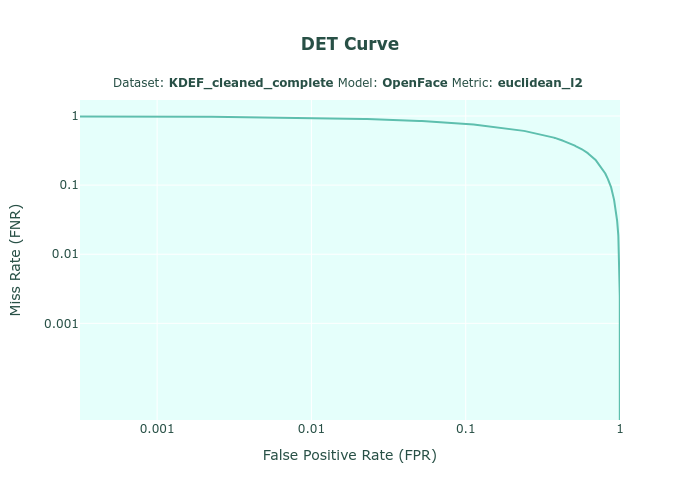 DET Curve
Dataset: KDEF_cleaned_complete Model: OpenFace Metric: euclidean_l2
1
0.1
0.01
0.001
Miss Rate (FNR)
0.001
0.01
0.1
1
False Positive Rate (FPR)